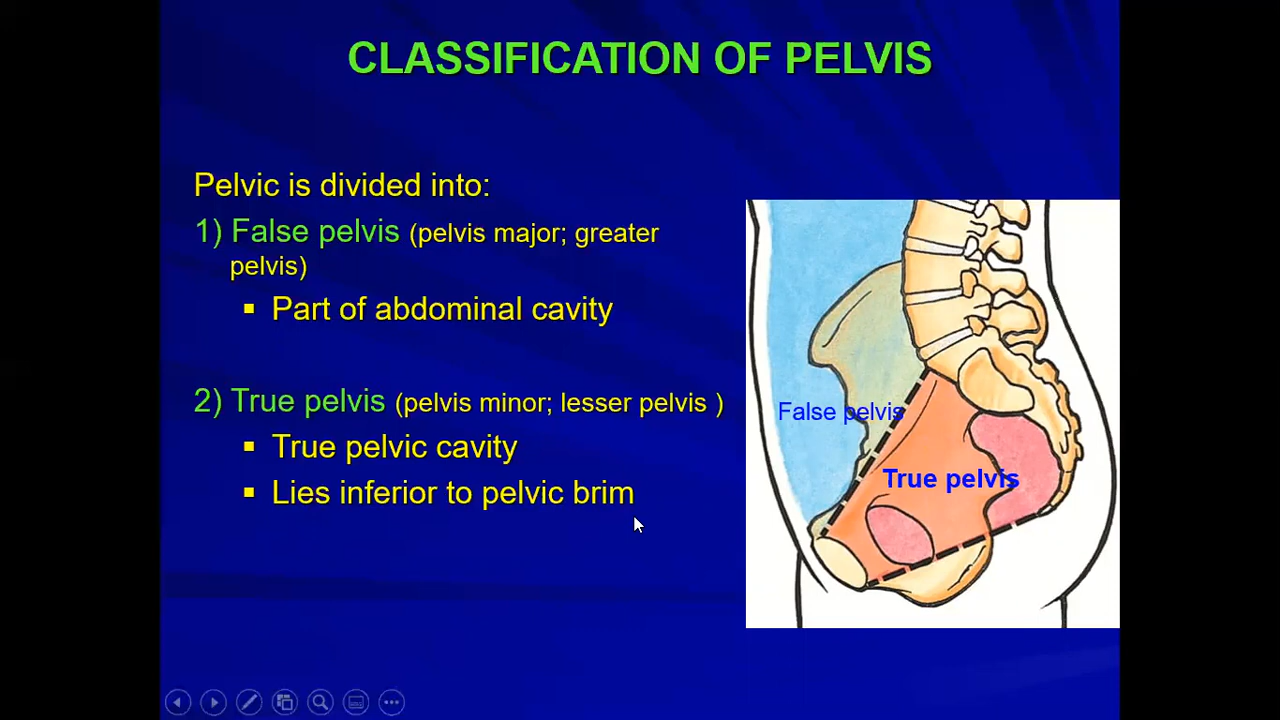 CLASSIFICATION OF PELVIS
Pelvic is divided into:
1) False pelvis (pelvis major; greater
pelvis)
▪ Part of abdominal cavity
2) True pelvis (pelvis minor; lesser pelvis )
▪ True pelvic cavity
▪ Lies inferior to pelvic brim
False pelvis
True pelvis